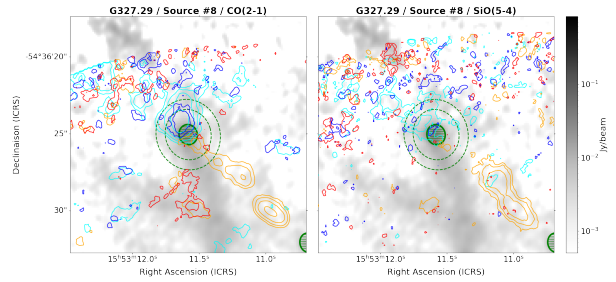 G327.29 / Source #8 / CO(2-1)
G327.29 / Source #8 / SiO(5-4)
-54°36'20"
25"
30"
Declinaison (ICRS)
15ʰ53ᵐ12.0ˢ
11.5ˢ
11.0ˢ
Right Ascension (ICRS)
15ʰ53ᵐ12.0ˢ
11.5ˢ
11.0ˢ
Right Ascension (ICRS)
10⁻¹
10⁻²
10⁻³
Jy/beam